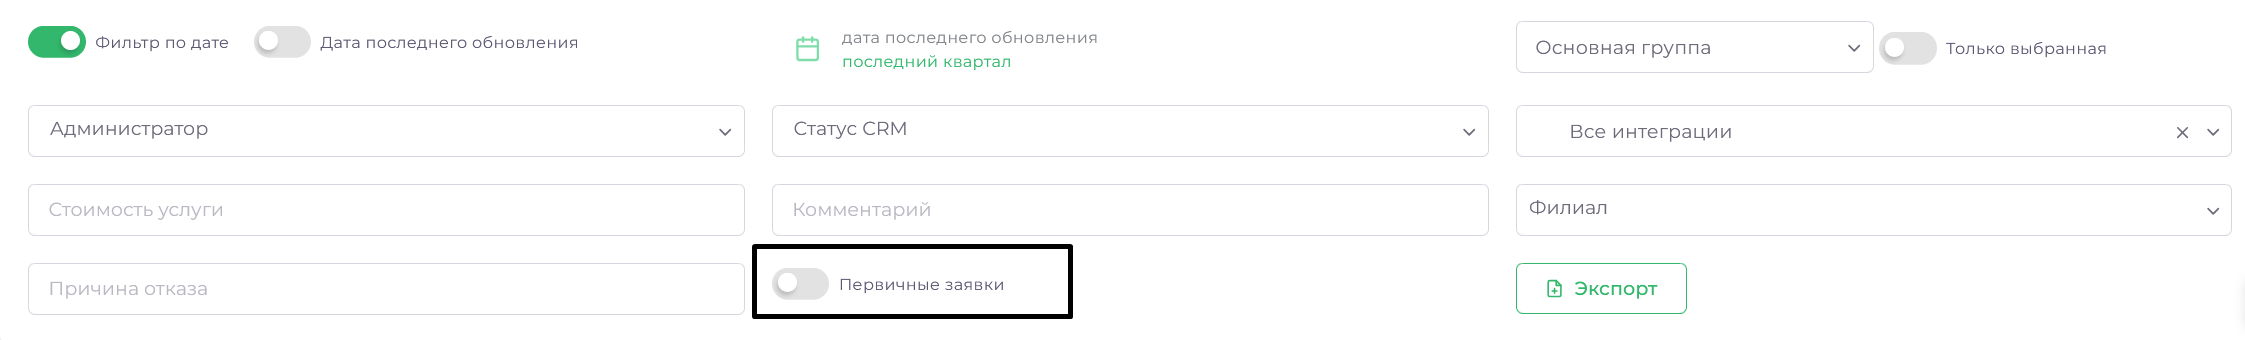 Фильтр по дате
Дата последнего обновления
дата последнего обновления
последний квартал
Основная группа
Только выбранная
Администратор
Статус CRM
Все интеграции
Стоимость услуги
Комментарий
Филиал
Причина отказа
Первичные заявки
Экспорт